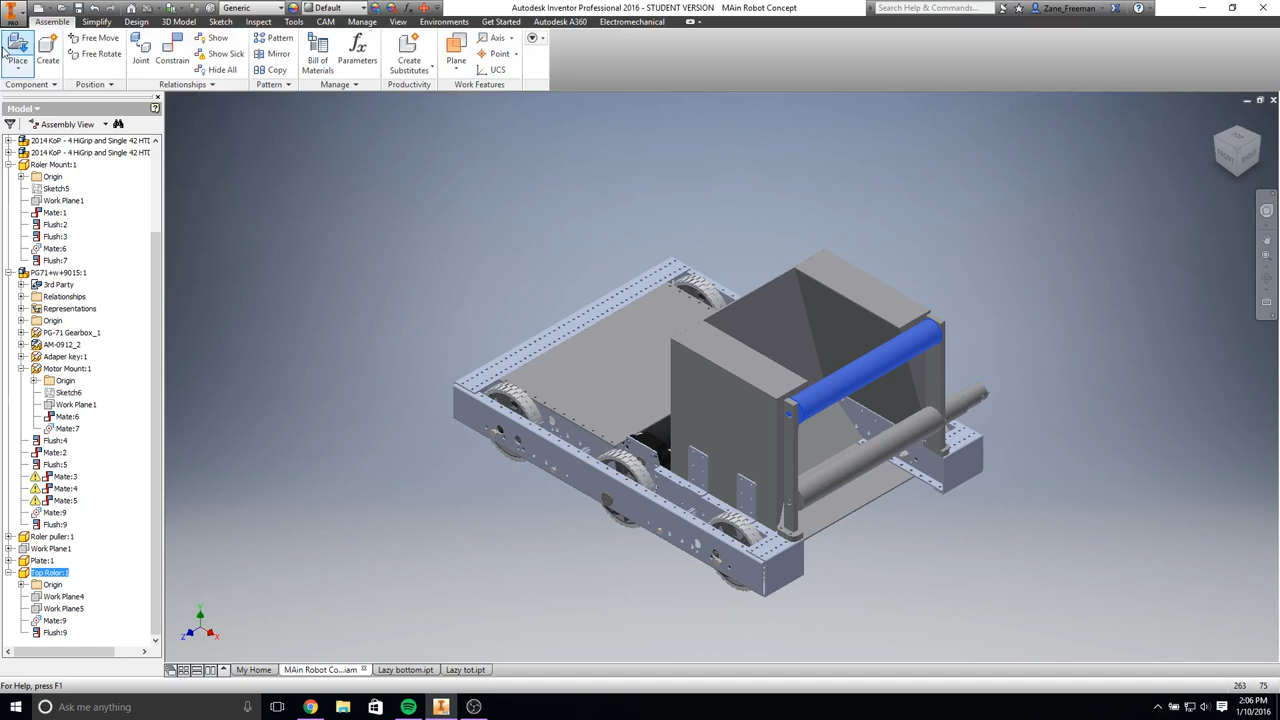 Generic
Default
Autodesk Inventor Professional 2016 - STUDENT VERSION MAin Robot Concept
Search Help & Commands...
Zane_Freeman
PRO
Assemble Simplify Design 3D Model Sketch Inspect Tools CAM Manage View Environments Get Started Autodesk A360 Electromechanical
Place
Create
Free Move
Free Rotate
Joint
Constrain
Show
Show Sick
Hide All
Pattern
Mirror
Copy
Bill of Materials
Parameters
Create Substitutes
Plane
Axis
Point
UCS
Component Position Relationships Pattern Manage Productivity Work Features
Model
Assembly View
2014 KoP - 4 HiGrip and Single 42 HTD
2014 KoP - 4 HiGrip and Single 42 HTD
Roler Mount:1
Origin
Sketch5
Work Plane1
Mate:1
Flush:2
Flush:3
Mate:6
Flush:7
PG71+w+9015:1
3rd Party
Relationships
Representations
Origin
PG-71 Gearbox_1
AM-0912_2
Adaper key:1
Motor Mount:1
Origin
Sketch6
Work Plane1
Mate:6
Mate:7
Flush:4
Mate:2
Flush:5
Mate:3
Mate:4
Mate:5
Mate:9
Flush:9
Roler puller:1
Work Plane1
Plate:1
Top Rolor:1
Origin
Work Plane4
Work Plane5
Mate:9
Flush:9
TOP
FRONT
RIGHT
Y
Z
X
My Home
MAin Robot Co...iam
Lazy bottom.ipt
Lazy tot.ipt
For Help, press F1
263 75
Ask me anything
2:06 PM
1/10/2016